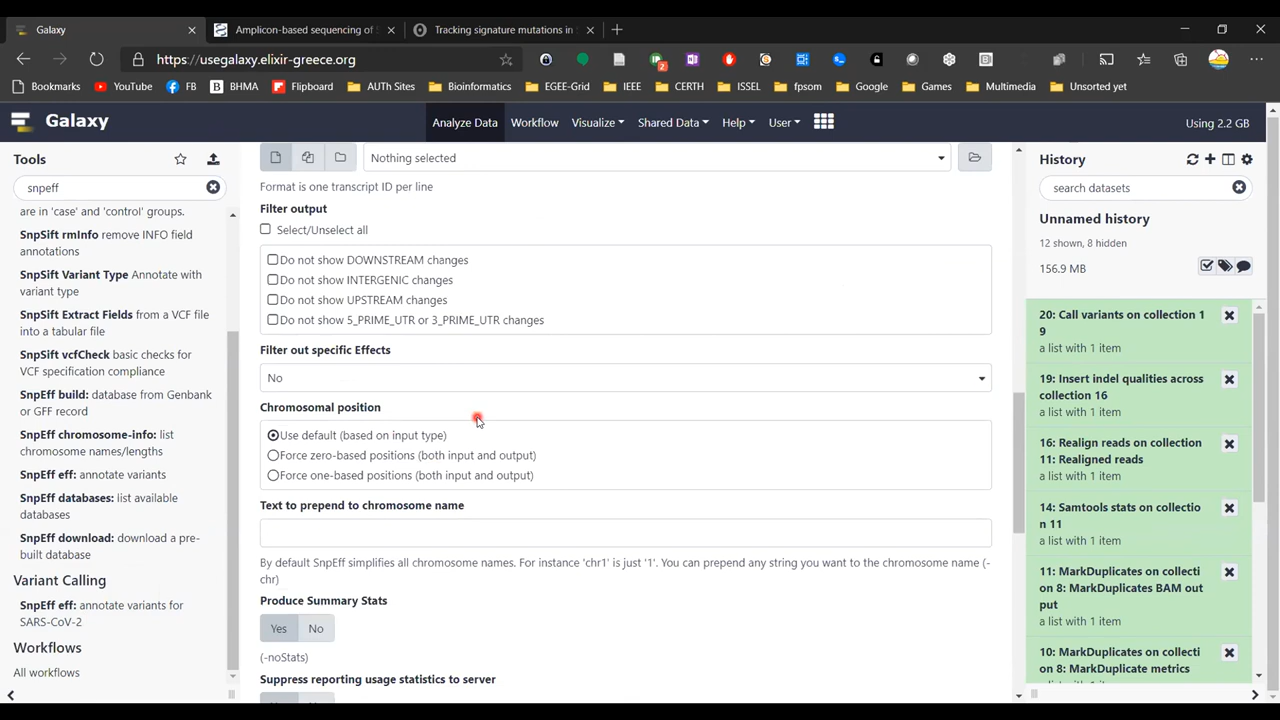 Galaxy
Amplicon-based sequencing of S
Tracking signature mutations in S
https://usegalaxy.elixir-greece.org
Bookmarks
YouTube
FB
BHMA
Flipboard
AUTh Sites
Bioinformatics
EGEE-Grid
IEEE
CERTH
ISSEL
fpsom
Google
Games
Multimedia
Unsorted yet
Galaxy
Analyze Data
Workflow
Visualize
Shared Data
Help
User
Using 2.2 GB
Tools
snpeff
are in 'case' and 'control' groups.
SnpSift rmInfo remove INFO field
annotations
SnpSift Variant Type Annotate with
variant type
SnpSift Extract Fields from a VCF file
into a tabular file
SnpSift vcfCheck basic checks for
VCF specification compliance
SnpEff build: database from Genbank
or GFF record
SnpEff chromosome-info: list
chromosome names/lengths
SnpEff eff: annotate variants
SnpEff databases: list available
databases
SnpEff download: download a pre-
built database
Variant Calling
SnpEff eff: annotate variants for
SARS-CoV-2
Workflows
All workflows
Nothing selected
Format is one transcript ID per line
Filter output
Select/Unselect all
Do not show DOWNSTREAM changes
Do not show INTERGENIC changes
Do not show UPSTREAM changes
Do not show 5_PRIME_UTR or 3_PRIME_UTR changes
Filter out specific Effects
No
Chromosomal position
Use default (based on input type)
Force zero-based positions (both input and output)
Force one-based positions (both input and output)
Text to prepend to chromosome name
By default SnpEff simplifies all chromosome names. For instance 'chr1' is just '1'. You can prepend any string you want to the chromosome name (-
chr)
Produce Summary Stats
Yes
No
(-noStats)
Suppress reporting usage statistics to server
History
search datasets
Unnamed history
12 shown, 8 hidden
156.9 MB
20: Call variants on collection 1
9
a list with 1 item
19: Insert indel qualities across
collection 16
a list with 1 item
16: Realign reads on collection
11: Realigned reads
a list with 1 item
14: Samtools stats on collectio
n 11
a list with 1 item
11: MarkDuplicates on collecti
on 8: MarkDuplicates BAM out
put
a list with 1 item
10: MarkDuplicates on collecti
on 8: MarkDuplicate metrics